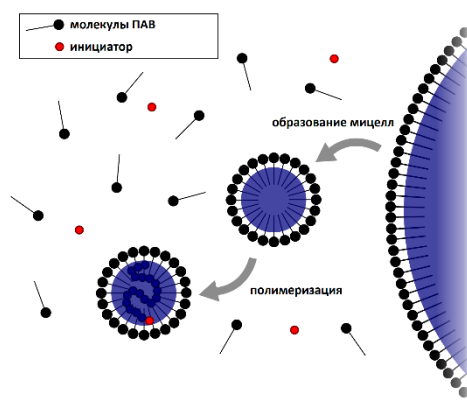 молекулы ПАВ
инициатор
образование мицелл
полимеризация